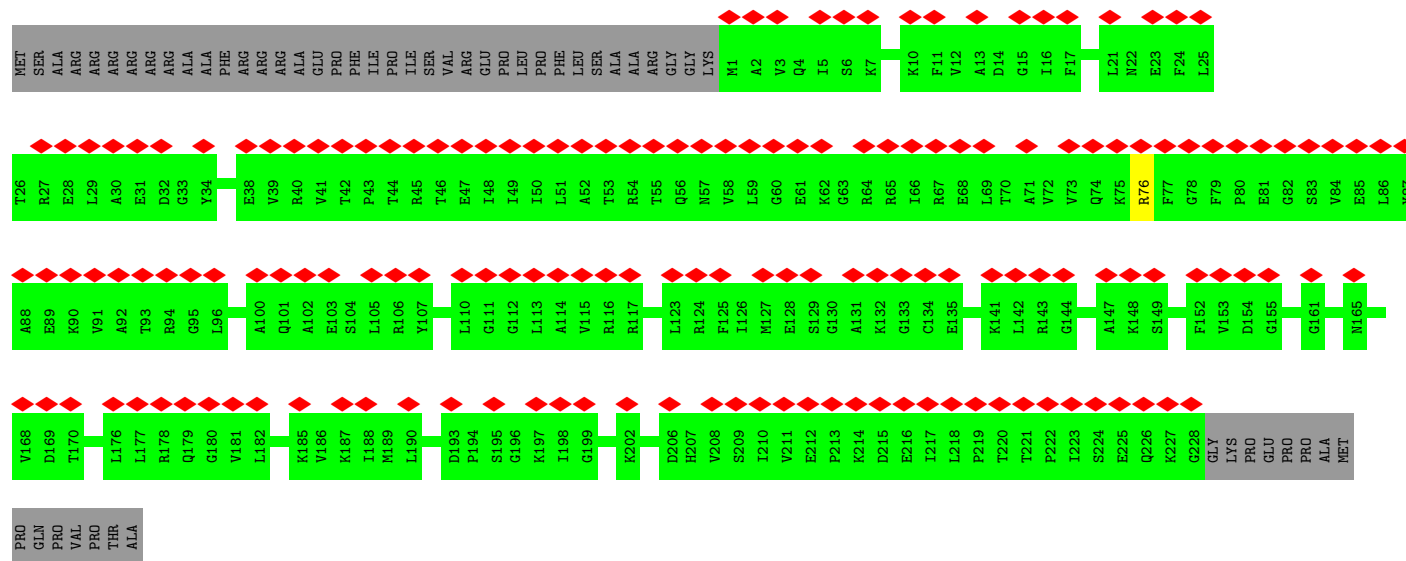 MET SER ALA ARG ARG ARG ARG ARG ARG ALA ALA PHE ARG ARG ARG ALA GLU PRO PHE ILE PRO ILE SER VAL ARG GLU PRO LEU PRO PHE LEU SER ALA ALA ARG GLY GLY LYS M1 A2 V3 Q4 I5 S6 K7 K10 F11 V12 A13 D14 G15 I16 F17 L21 N22 E23 F24 L25
T26 R27 E28 L29 A30 E31 D32 G33 Y34 E38 V39 R40 V41 T42 P43 T44 R45 T46 E47 I48 I49 I50 L51 A52 T53 R54 T55 Q56 N57 V58 L59 G60 E61 K62 G63 R64 R65 I66 R67 E68 L69 T70 A71 V72 V73 Q74 K75 R76 F77 G78 F79 P80 E81 G82 S83 V84 E85 L86
A88 E89 K90 V91 A92 T93 R94 G95 L96 A100 Q101 A102 E103 S104 L105 R106 Y107 L110 G111 G112 L113 A114 V115 R116 R117 L123 R124 F125 I126 M127 E128 S129 G130 A131 K132 G133 C134 E135 K141 L142 R143 G144 A147 K148 S149 F152 V153 D154 G155 G161 N165
V168 D169 T170 L176 L177 R178 Q179 G180 V181 L182 K185 V186 K187 I188 M189 L190 D193 P194 S195 G196 K197 I198 G199 K202 D206 H207 V208 S209 I210 V211 E212 P213 K214 D215 E216 I217 L218 P219 T220 T221 P222 I223 S224 E225 Q226 K227 G228 GLY LYS PRO GLU PRO PRO ALA MET
PRO GLN PRO VAL PRO THR ALA